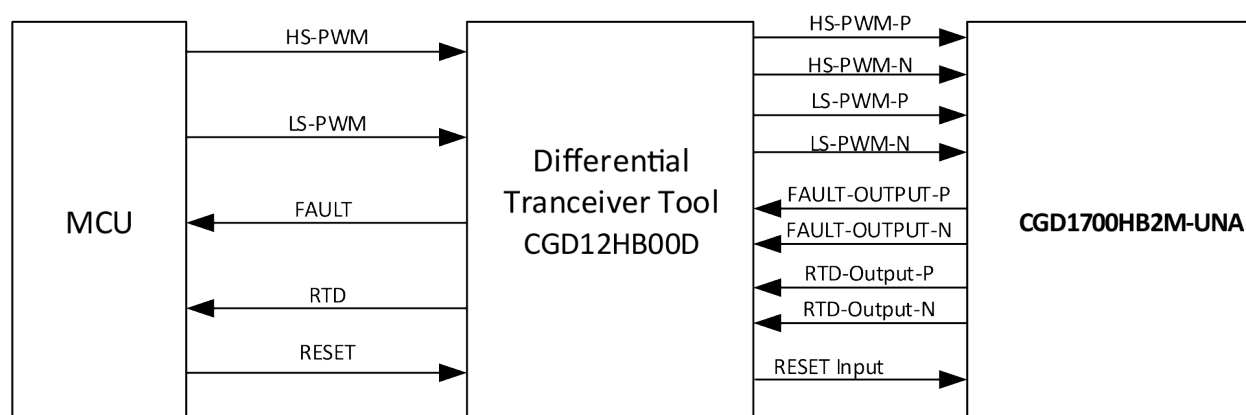 MCU
HS-PWM
LS-PWM
FAULT
RTD
RESET
Differential
Tranceiver Tool
CGD12HB00D
HS-PWM-P
HS-PWM-N
LS-PWM-P
LS-PWM-N
FAULT-OUTPUT-P
FAULT-OUTPUT-N
RTD-Output-P
RTD-Output-N
RESET Input
CGD1700HB2M-UNA